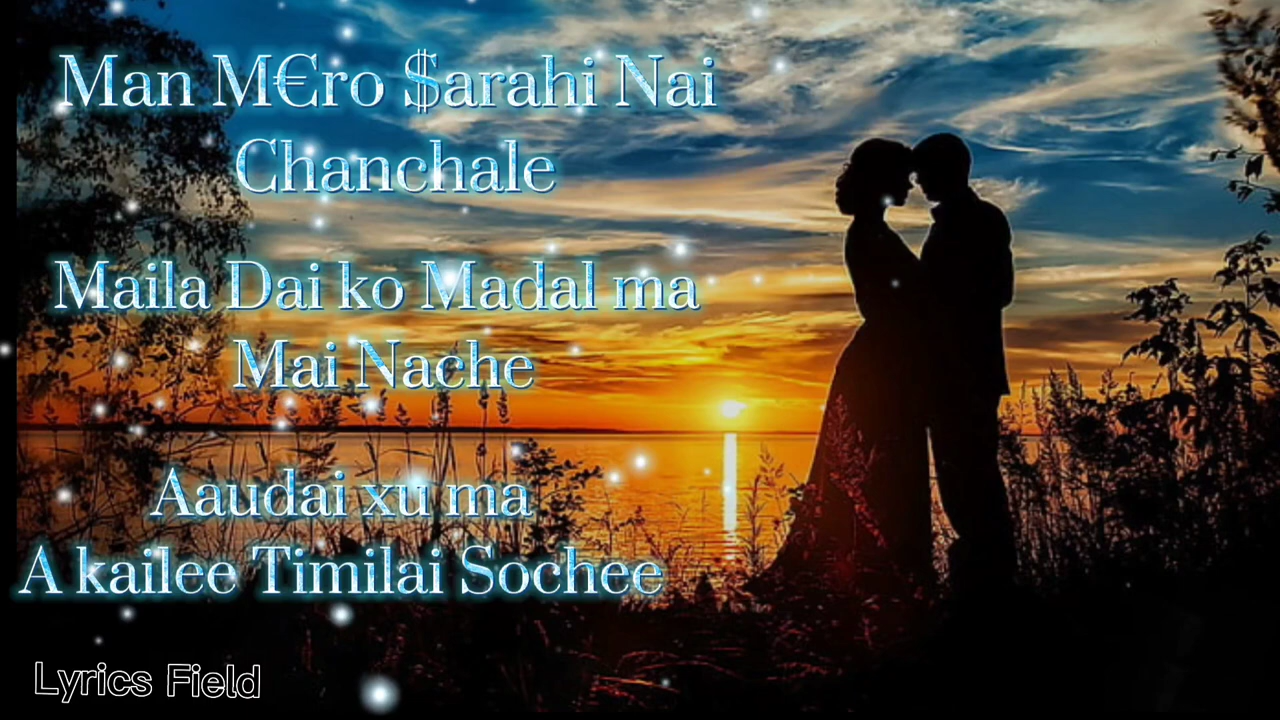 Man M€ro $arahi Nai
Chanchale
Maila Dai ko Madal ma
Mai Nache
Aaudai xu ma
A kailee Timilai Sochee
Lyrics Field